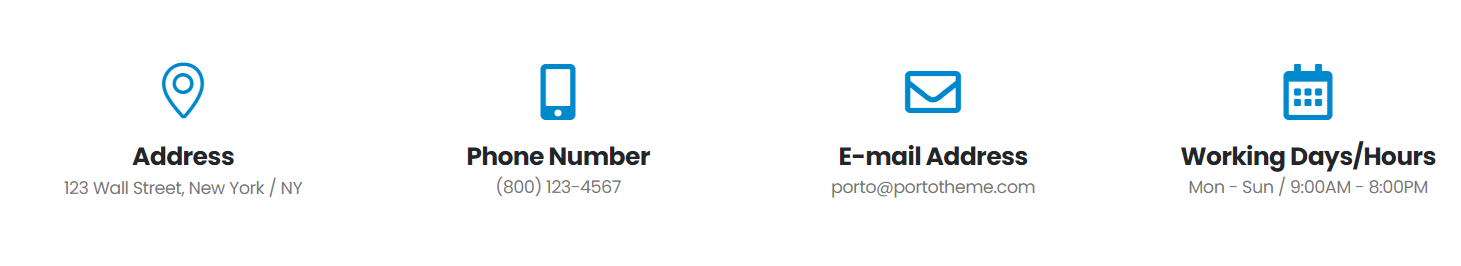 Address
123 Wall Street, New York / NY
Phone Number
(800) 123-4567
E-mail Address
porto@portotheme.com
Working Days/Hours
Mon - Sun / 9:00AM - 8:00PM